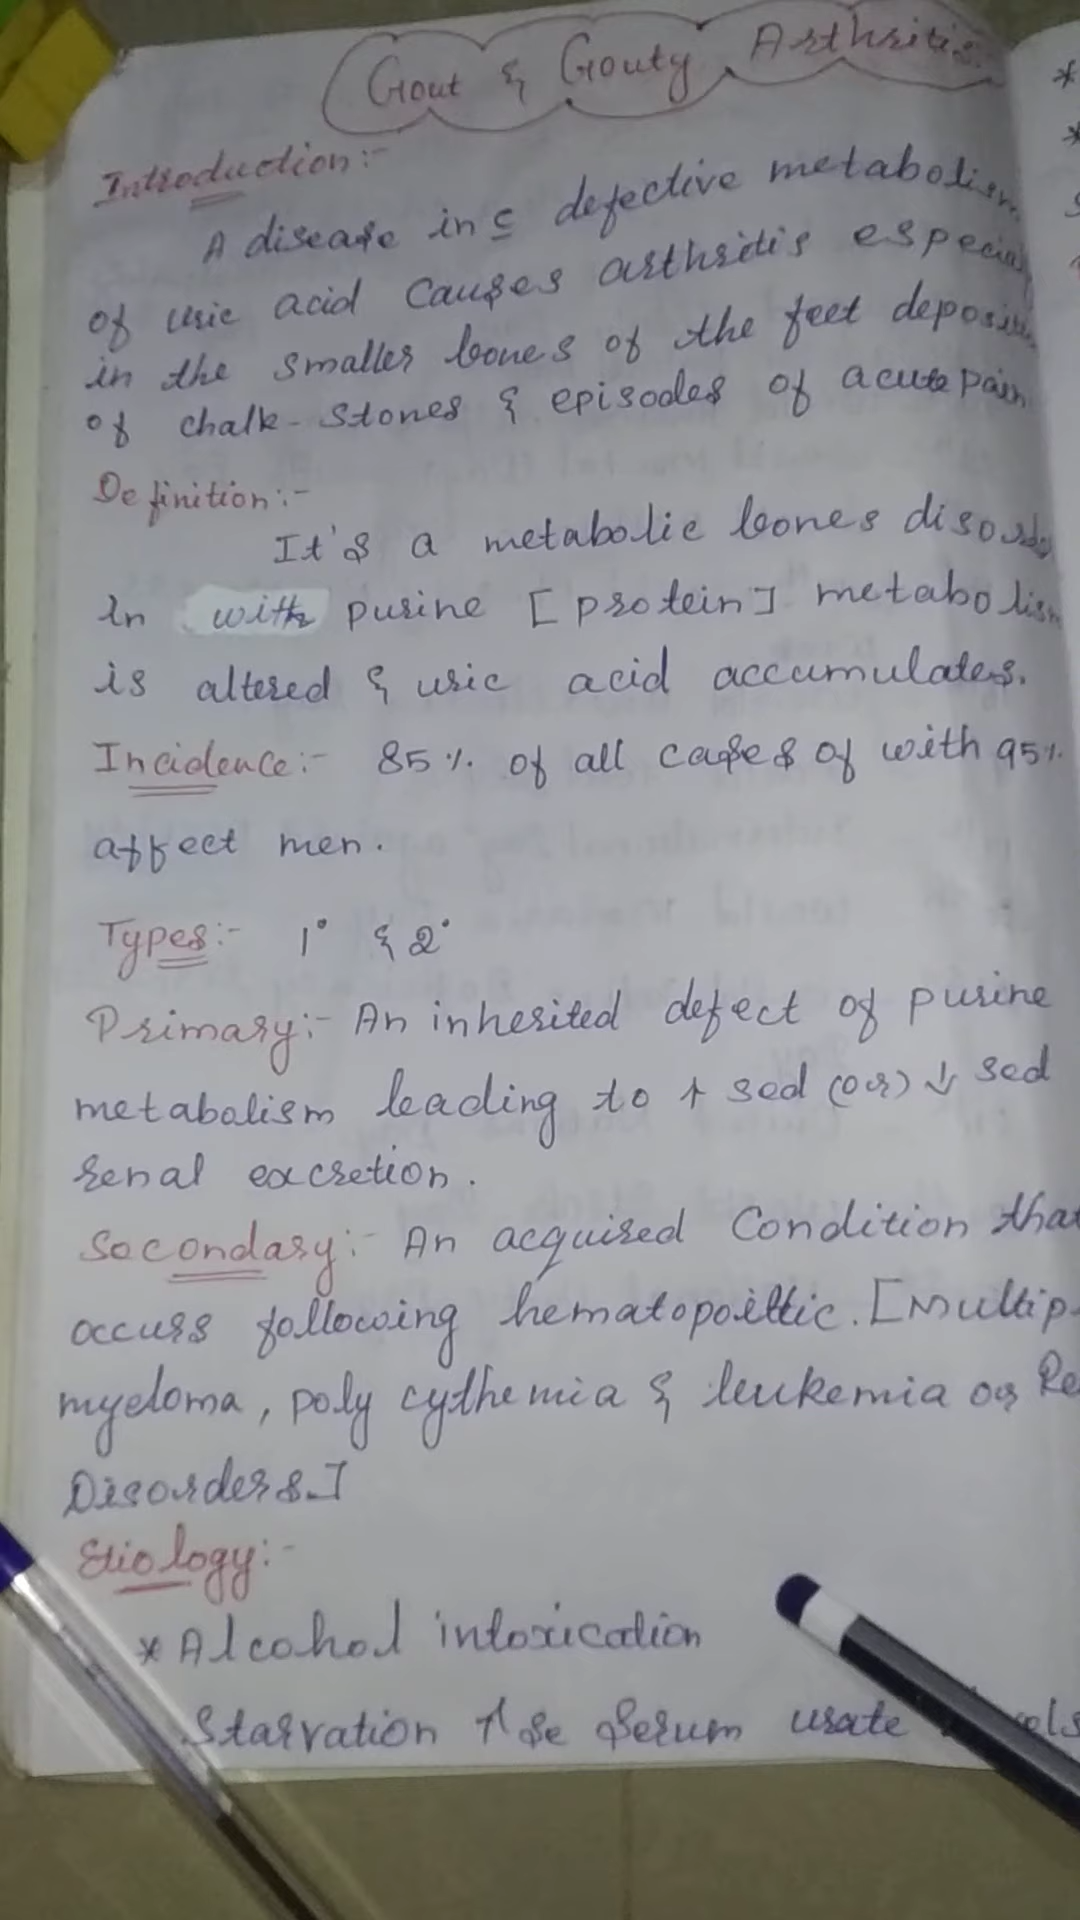 Gout & Gouty Arthritis
Introduction:-
A disease in c̲ defective metabolism
of uric acid causes arthritis especially
in the smaller bones of the feet
of chalk-stones & episodes of acute pain
Definition:-
It's a metabolic bones disorder
In with purine [protein] metabolism
is altered & uric acid accumulates.
Incidence:- 85% of all cases of with 95%
affect men.
Types:- 1° & 2°
Primary:- An inherited defect of purine
metabolism leading to ↑sed (or) ↓sed
renal excretion.
Secondary:- An acquired Condition that
occurs following hematopoittic. [Multip
myeloma, poly cythemia & leukemia or Re
Disorders.]
Etiology:-
* Alcohol intoxication
Starvation ↑se Serum urate